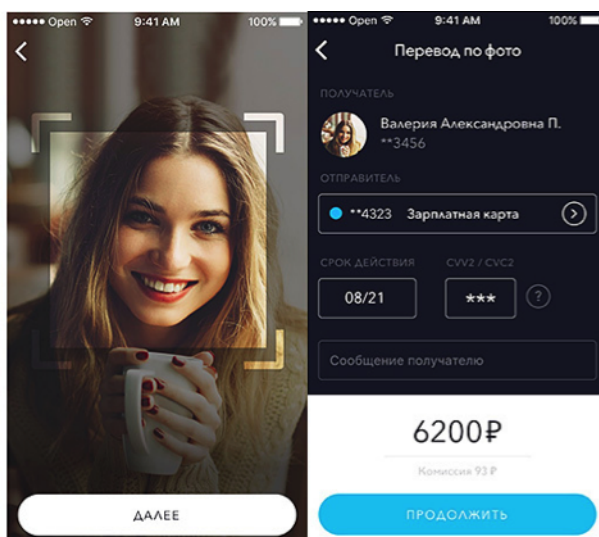 Open 9:41 AM 100%
ДАЛЕЕ
Open 9:41 AM 100%
Перевод по фото
ПОЛУЧАТЕЛЬ
Валерия Александровна П.
**3456
ОТПРАВИТЕЛЬ
**4323 Зарплатная карта
СРОК ДЕЙСТВИЯ CVV2 / CVC2
08/21 *** ?
Сообщение получателю
6200₽
Комиссия 93 ₽
ПРОДОЛЖИТЬ